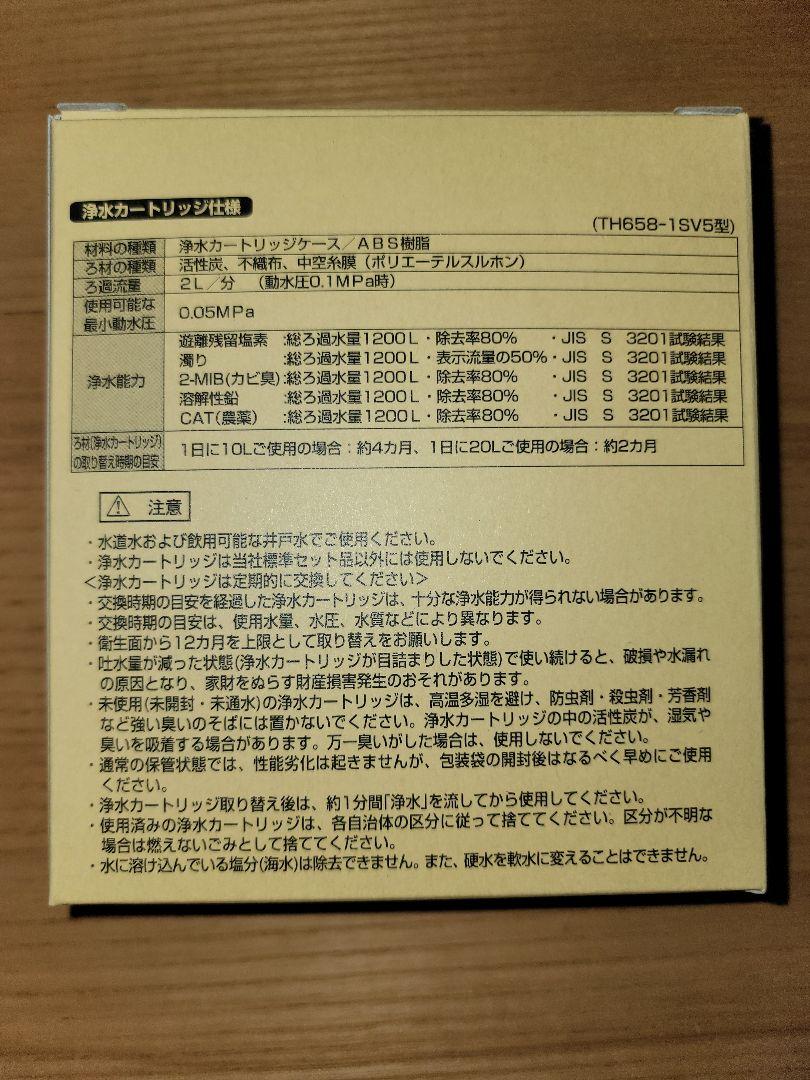 浄水カートリッジ仕様
(TH658-1SV5型)
材料の種類 浄水カートリッジケース／ABS樹脂
ろ材の種類 活性炭、不織布、中空糸膜（ポリエーテルスルホン）
ろ過流量 2L／分 （動水圧0.1MPa時）
使用可能な
最小動水圧 0.05MPa
浄水能力
遊離残留塩素 :総ろ過水量1200L・除去率80% ・JIS S 3201試験結果
濁り :総ろ過水量1200L・表示流量の50%・JIS S 3201試験結果
2-MIB(カビ臭):総ろ過水量1200L・除去率80% ・JIS S 3201試験結果
溶解性鉛 :総ろ過水量1200L・除去率80% ・JIS S 3201試験結果
CAT(農薬) :総ろ過水量1200L・除去率80% ・JIS S 3201試験結果
ろ材(浄水カートリッジ)
の取り替え時期の目安 1日に10Lご使用の場合：約4カ月、1日に20Lご使用の場合：約2カ月
注意
・水道水および飲用可能な井戸水でご使用ください。
・浄水カートリッジは当社標準セット品以外には使用しないでください。
＜浄水カートリッジは定期的に交換してください＞
・交換時期の目安を経過した浄水カートリッジは、十分な浄水能力が得られない場合があります。
・交換時期の目安は、使用水量、水圧、水質などにより異なります。
・衛生面から12カ月を上限として取り替えをお願いします。
・吐水量が減った状態(浄水カートリッジが目詰まりした状態)で使い続けると、破損や水漏れ
の原因となり、家財をぬらす財産損害発生のおそれがあります。
・未使用(未開封・未通水)の浄水カートリッジは、高温多湿を避け、防虫剤・殺虫剤・芳香剤
など強い臭いのそばには置かないでください。浄水カートリッジの中の活性炭が、湿気や
臭いを吸着する場合があります。万一臭いがした場合は、使用しないでください。
・通常の保管状態では、性能劣化は起きませんが、包装袋の開封後はなるべく早めにご使用
ください。
・浄水カートリッジ取り替え後は、約1分間｢浄水｣を流してから使用してください。
・使用済みの浄水カートリッジは、各自治体の区分に従って捨ててください。区分が不明な
場合は燃えないごみとして捨ててください。
・水に溶け込んでいる塩分(海水)は除去できません。また、硬水を軟水に変えることはできません。